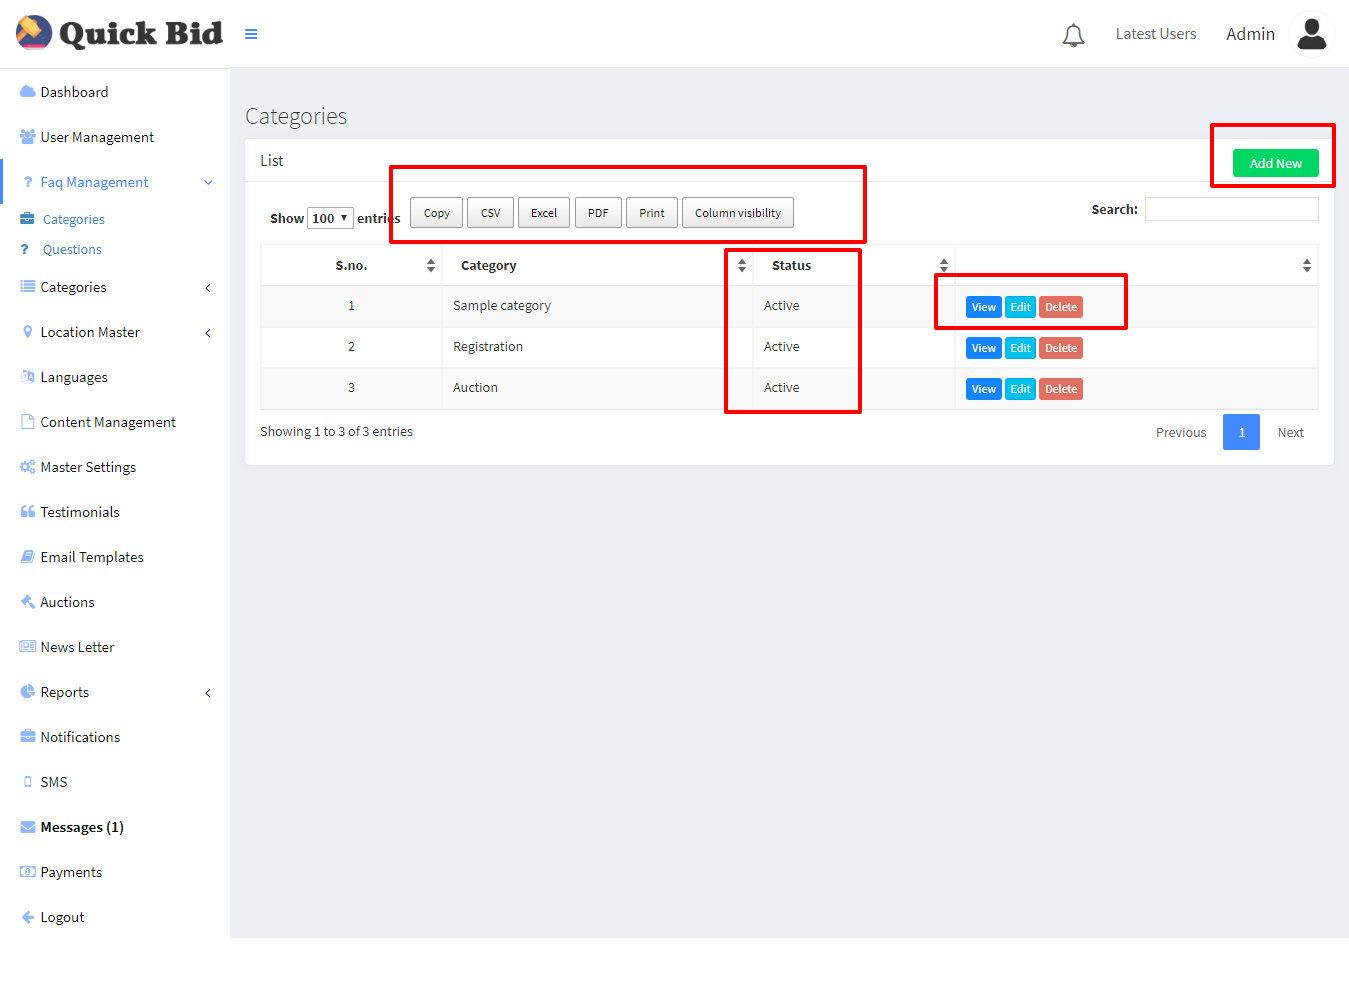 Quick Bid
Latest Users
Admin
Dashboard
User Management
Faq Management
Categories
Questions
Categories
Location Master
Languages
Content Management
Master Settings
Testimonials
Email Templates
Auctions
News Letter
Reports
Notifications
SMS
Messages (1)
Payments
Logout
Categories
List
Add New
Show 100 entries
Copy CSV Excel PDF Print Column visibility
Search:
S.no. Category Status
1 Sample category Active View Edit Delete
2 Registration Active View Edit Delete
3 Auction Active View Edit Delete
Showing 1 to 3 of 3 entries
Previous 1 Next